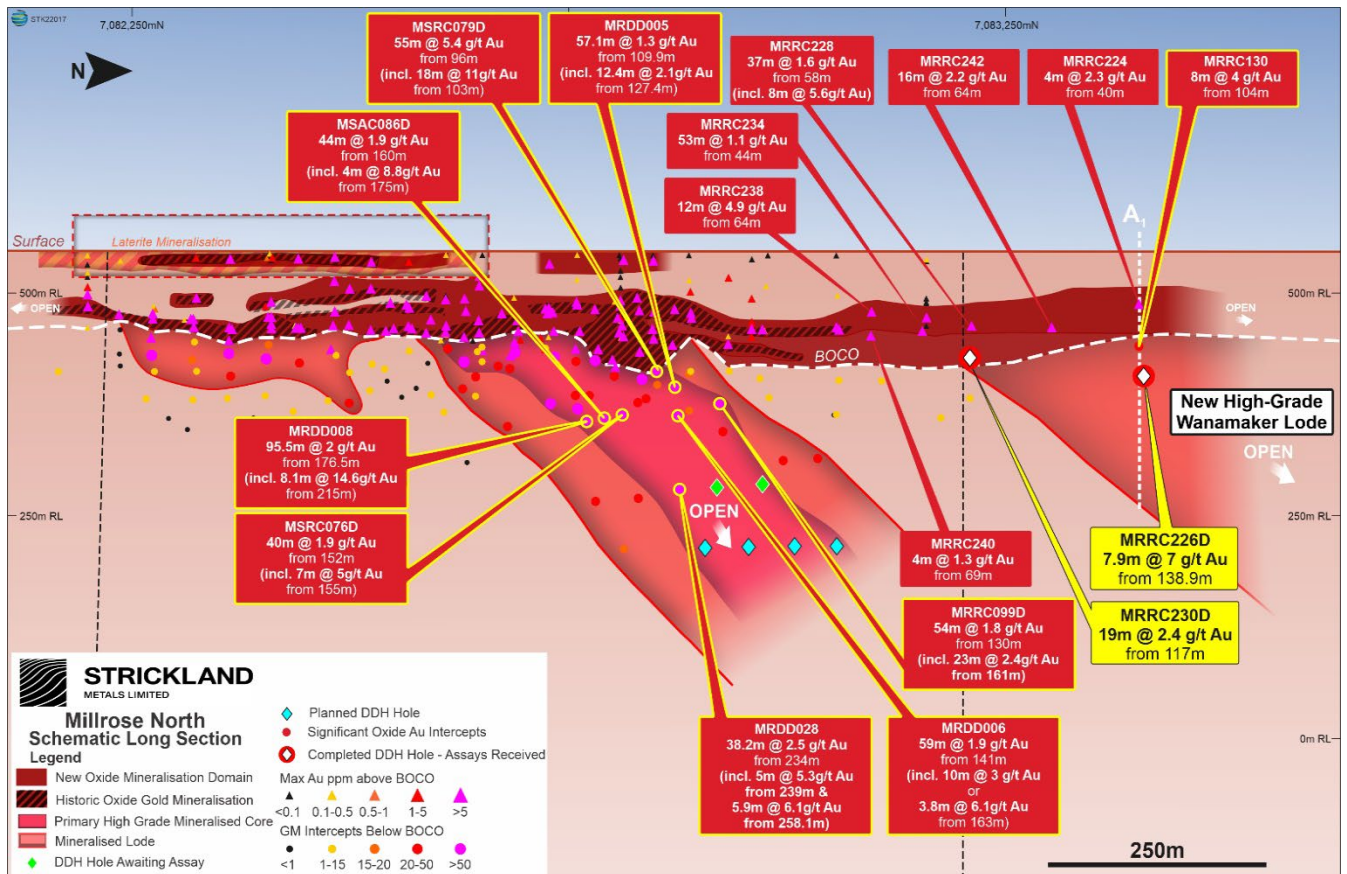 STK22017
7,082,250mN
7,083,250mN
N
MSRC079D
55m @ 5.4 g/t Au
from 96m
(incl. 18m @ 11g/t Au
from 103m)
MRDD005
57.1m @ 1.3 g/t Au
from 109.9m
(incl. 12.4m @ 2.1g/t Au
from 127.4m)
MRRC228
37m @ 1.6 g/t Au
from 58m
(incl. 8m @ 5.6g/t Au)
MRRC242
16m @ 2.2 g/t Au
from 64m
MRRC224
4m @ 2.3 g/t Au
from 40m
MRRC130
8m @ 4 g/t Au
from 104m
MSAC086D
44m @ 1.9 g/t Au
from 160m
(incl. 4m @ 8.8g/t Au
from 175m)
MRRC234
53m @ 1.1 g/t Au
from 44m
MRRC238
12m @ 4.9 g/t Au
from 64m
A1
Surface
Laterite Mineralisation
500m RL
500m RL
OPEN
OPEN
BOCO
New High-Grade
Wanamaker Lode
OPEN
MRDD008
95.5m @ 2 g/t Au
from 176.5m
(incl. 8.1m @ 14.6g/t Au
from 215m)
250m RL
250m RL
OPEN
MSRC076D
40m @ 1.9 g/t Au
from 152m
(incl. 7m @ 5g/t Au
from 155m)
MRRC240
4m @ 1.3 g/t Au
from 69m
MRRC226D
7.9m @ 7 g/t Au
from 138.9m
MRRC099D
54m @ 1.8 g/t Au
from 130m
(incl. 23m @ 2.4g/t Au
from 161m)
MRRC230D
19m @ 2.4 g/t Au
from 117m
MRDD028
38.2m @ 2.5 g/t Au
from 234m
(incl. 5m @ 5.3g/t Au
from 239m &
5.9m @ 6.1g/t Au
from 258.1m)
MRDD006
59m @ 1.9 g/t Au
from 141m
(incl. 10m @ 3 g/t Au
or
3.8m @ 6.1g/t Au
from 163m)
0m RL
STRICKLAND
METALS LIMITED
Millrose North
Schematic Long Section
Legend
New Oxide Mineralisation Domain
Historic Oxide Gold Mineralisation
Primary High Grade Mineralised Core
Mineralised Lode
DDH Hole Awaiting Assay
Planned DDH Hole
Significant Oxide Au Intercepts
Completed DDH Hole - Assays Received
Max Au ppm above BOCO
<0.1 0.1-0.5 0.5-1 1-5 >5
GM Intercepts Below BOCO
<1 1-15 15-20 20-50 >50
250m